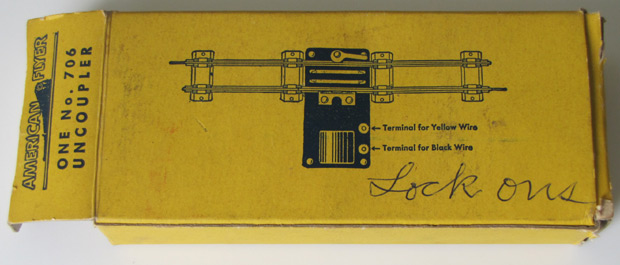 AMERICAN FLYER
ONE No. 706
UNCOUPLER
Terminal for Yellow Wire
Terminal for Black Wire
Lock ons